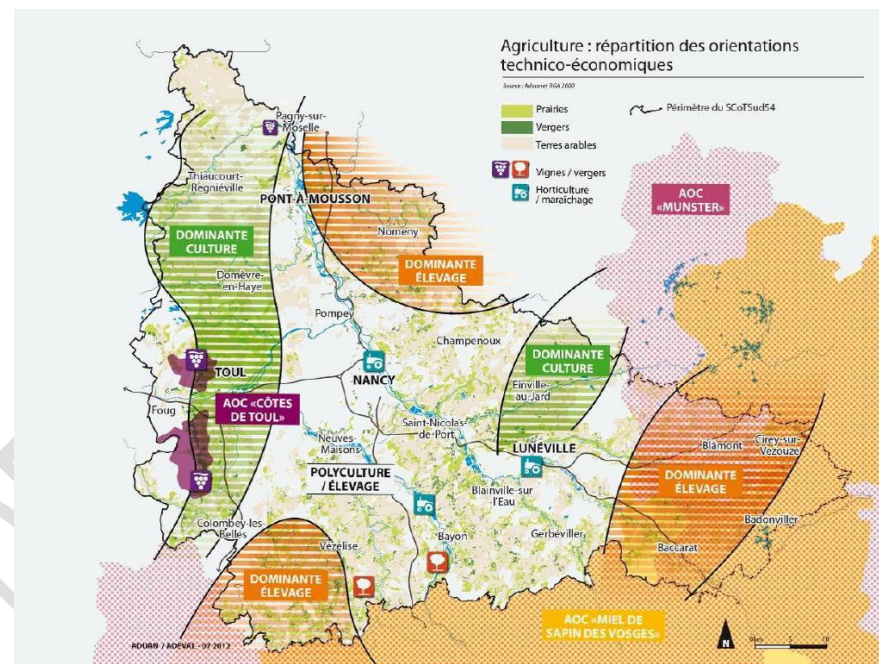 Agriculture : répartition des orientations
technico-économiques
Prairies
Vergers
Terres arables
Périmètre du SCoTSud54
Vignes / vergers
Horticulture
/ maraîchage
Pagny-sur-
Moselle
Thiaucourt-
Regniéville
PONT-À-MOUSSON
AOC
«MUNSTER»
DOMINANTE
CULTURE
Nomeny
DOMINANTE
ÉLEVAGE
Domèvre-
en-Haye
Pompey
Champenoux
DOMINANTE
CULTURE
TOUL
NANCY
Einville-
au-Jard
Foug
AOC «CÔTES
DE TOUL»
Saint-Nicolas-
de-Port
Neuves-
Maisons
LUNÉVILLE
Blâmont
Cirey-sur-
Vezouze
POLYCULTURE
/ ÉLEVAGE
DOMINANTE
ÉLEVAGE
Blainville-sur
-l'Eau
Colombey-les-
Belles
Bayon
Gerbéviller
Badonviller
Vézelise
Baccarat
DOMINANTE
ÉLEVAGE
AOC «MIEL DE
SAPIN DES VOSGES»
ADUAN / ADEVAL - 07 2012
N
0km 5 10